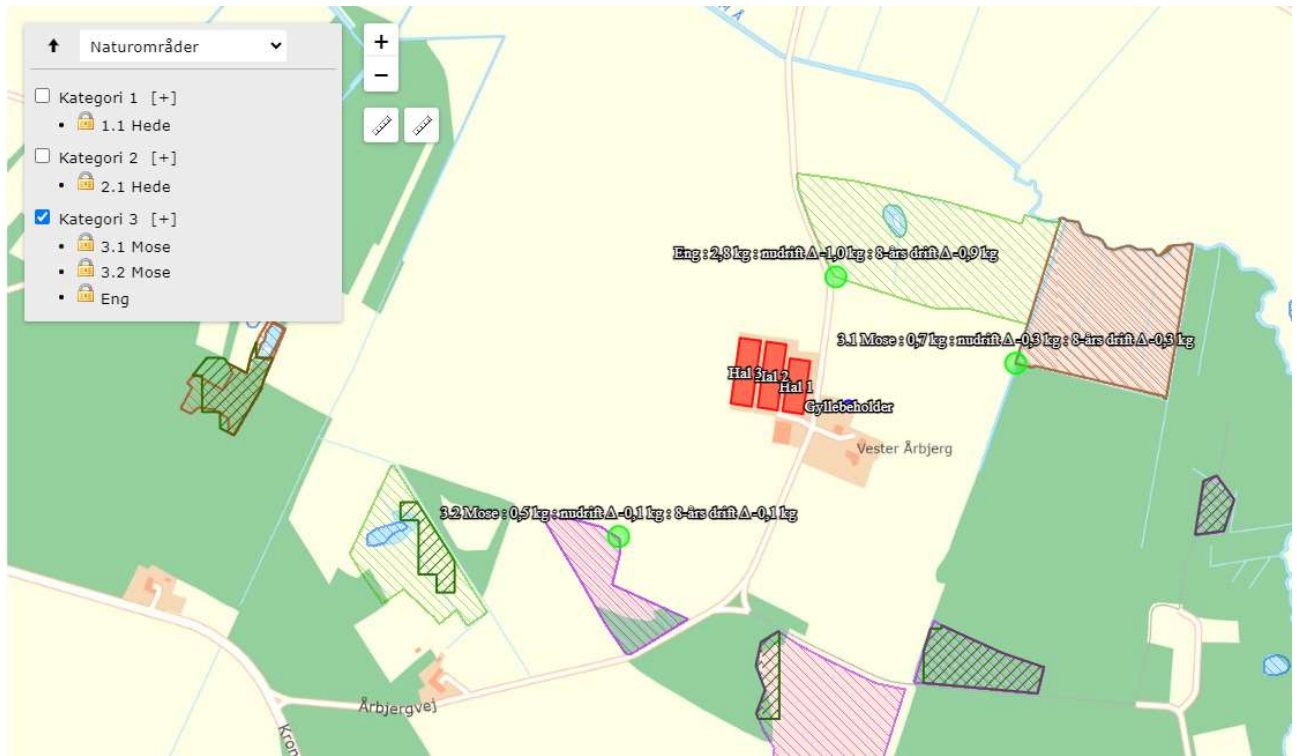 Naturområder
Kategori 1 [+]
1.1 Hede
Kategori 2 [+]
2.1 Hede
Kategori 3 [+]
3.1 Mose
3.2 Mose
Eng
+
−
Å
Eng : 2,8 kg : nudrift Δ -1,0 kg : 8-års drift Δ -0,9 kg
3.1 Mose : 0,7 kg : nudrift Δ -0,3 kg : 8-års drift Δ -0,3 kg
Hal 3
Hal 2
Hal 1
Gyllebeholder
Vester Årbjerg
3.2 Mose : 0,5 kg : nudrift Δ -0,1 kg : 8-års drift Δ -0,1 kg
Årbjergvej
Kron